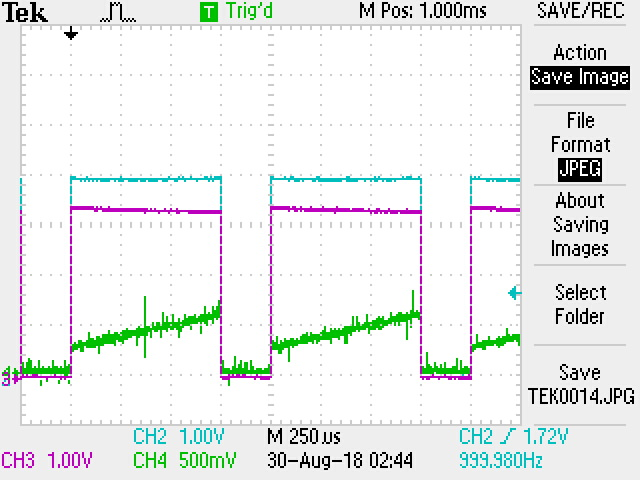 Tek T Trig'd M Pos: 1.000ms SAVE/REC
Action
Save Image
File
Format
JPEG
About
Saving
Images
Select
Folder
Save
TEK0014.JPG
CH2 1.00V M 250µs CH2 1.72V
CH3 1.00V CH4 500mV 30-Aug-18 02:44 999.980Hz